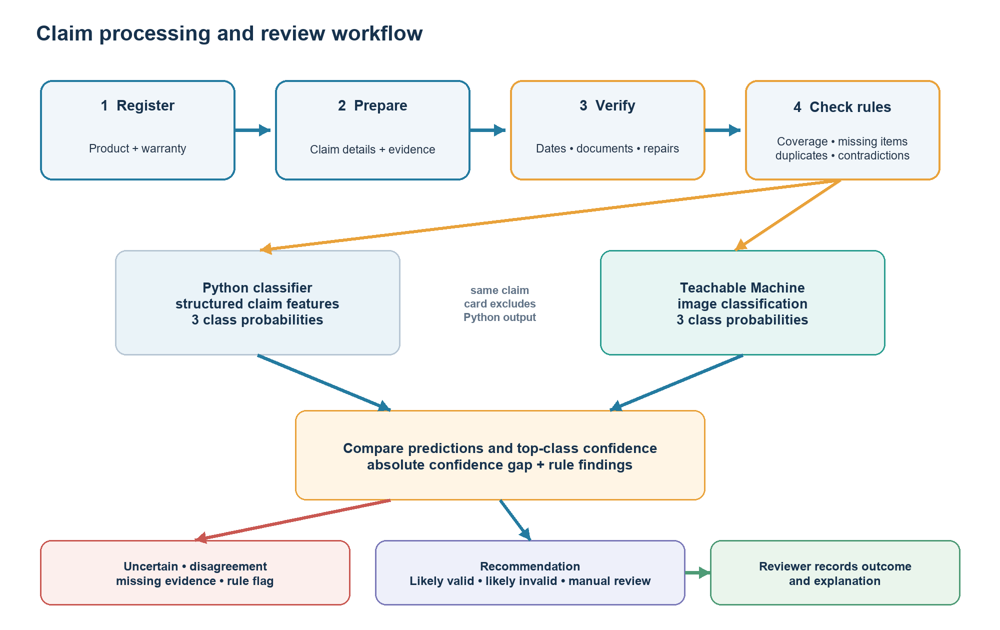 Claim processing and review workflow
1 Register
Product + warranty
2 Prepare
Claim details + evidence
3 Verify
Dates • documents • repairs
4 Check rules
Coverage • missing items
duplicates • contradictions
Python classifier
structured claim features
3 class probabilities
same claim
card excludes
Python output
Teachable Machine
image classification
3 class probabilities
Compare predictions and top-class confidence
absolute confidence gap + rule findings
Uncertain • disagreement
missing evidence • rule flag
Recommendation
Likely valid • likely invalid • manual review
Reviewer records outcome
and explanation